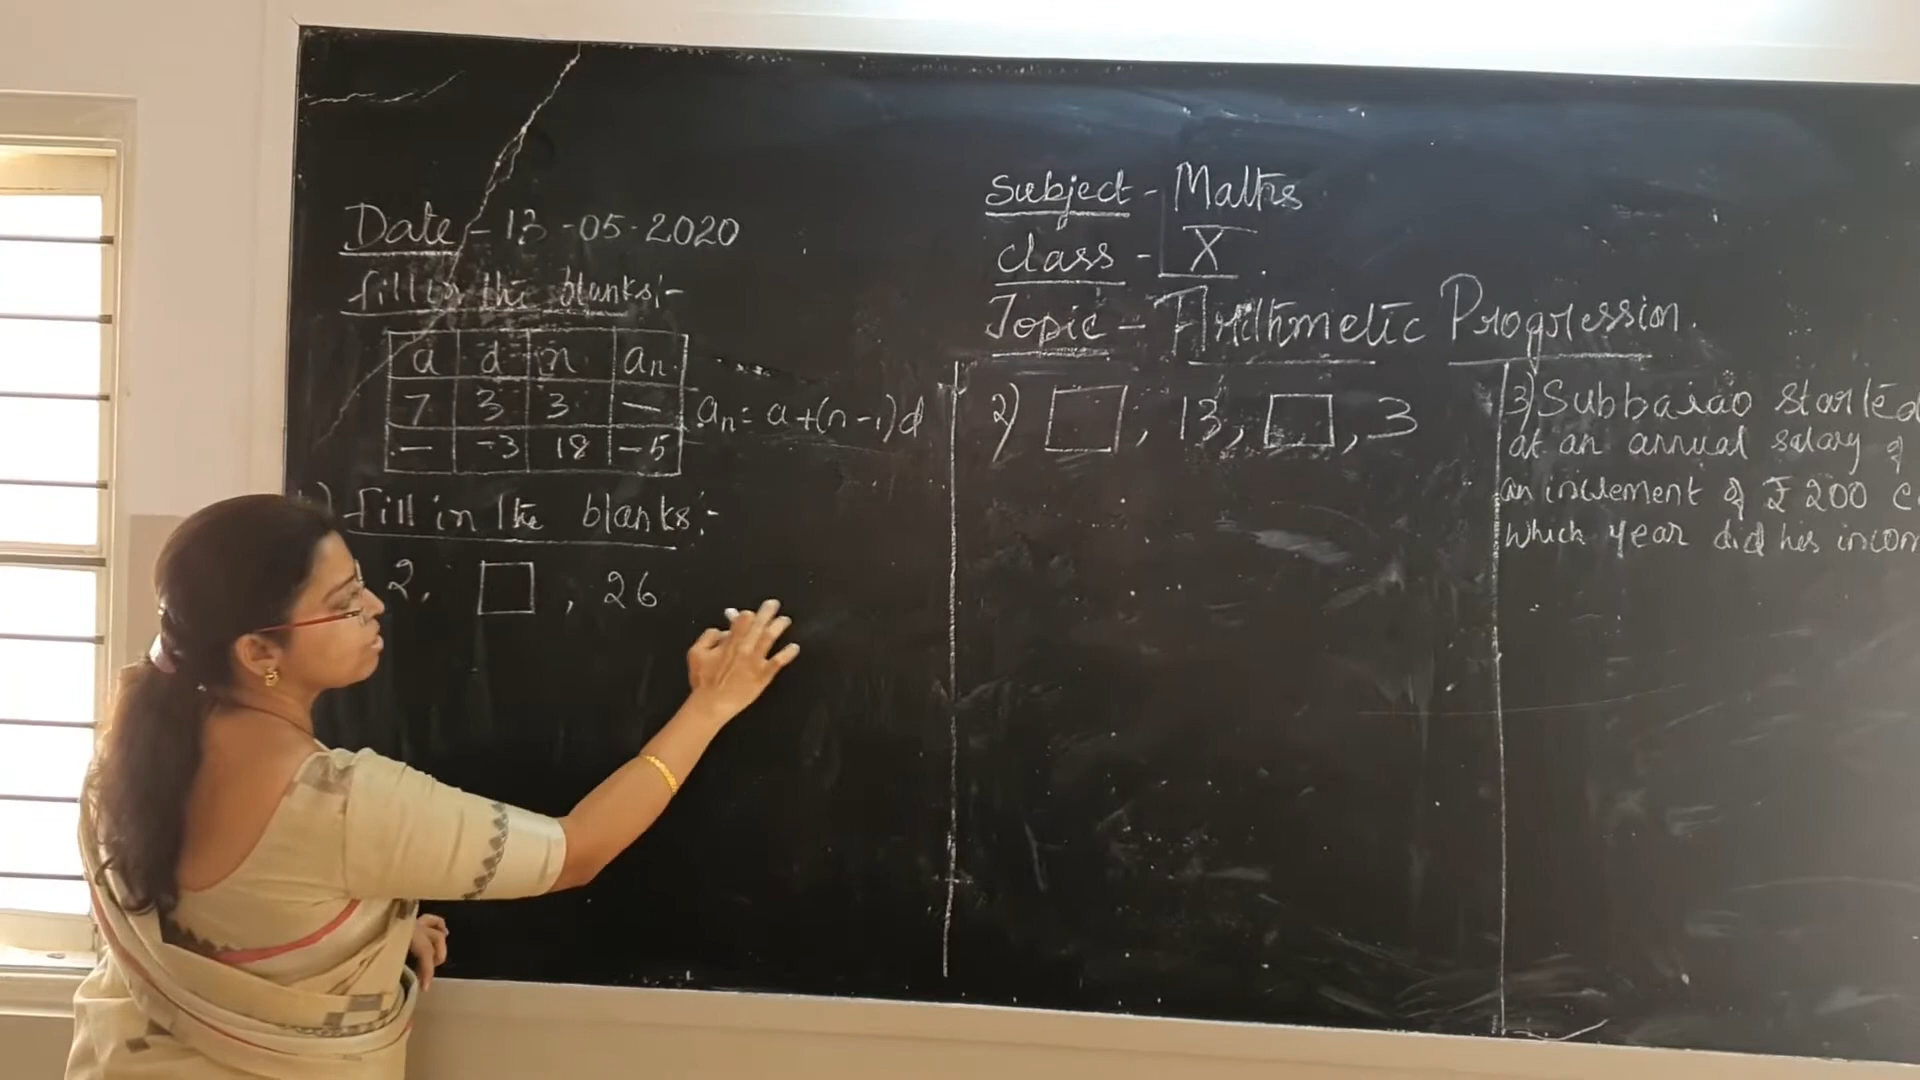 Date - 13-05-2020
fill in the blanks:-
a d n an
7 3 3 —
— -3 18 -5
an = a+(n-1)d
1) fill in the blanks:-
2, □, 26
Subject - Maths
class - X.
Topic - Arithmetic Progression.
2) □, 13, □, 3
3) Subbarao started
at an annual salary of
an increment of ₹ 200
Which year did his